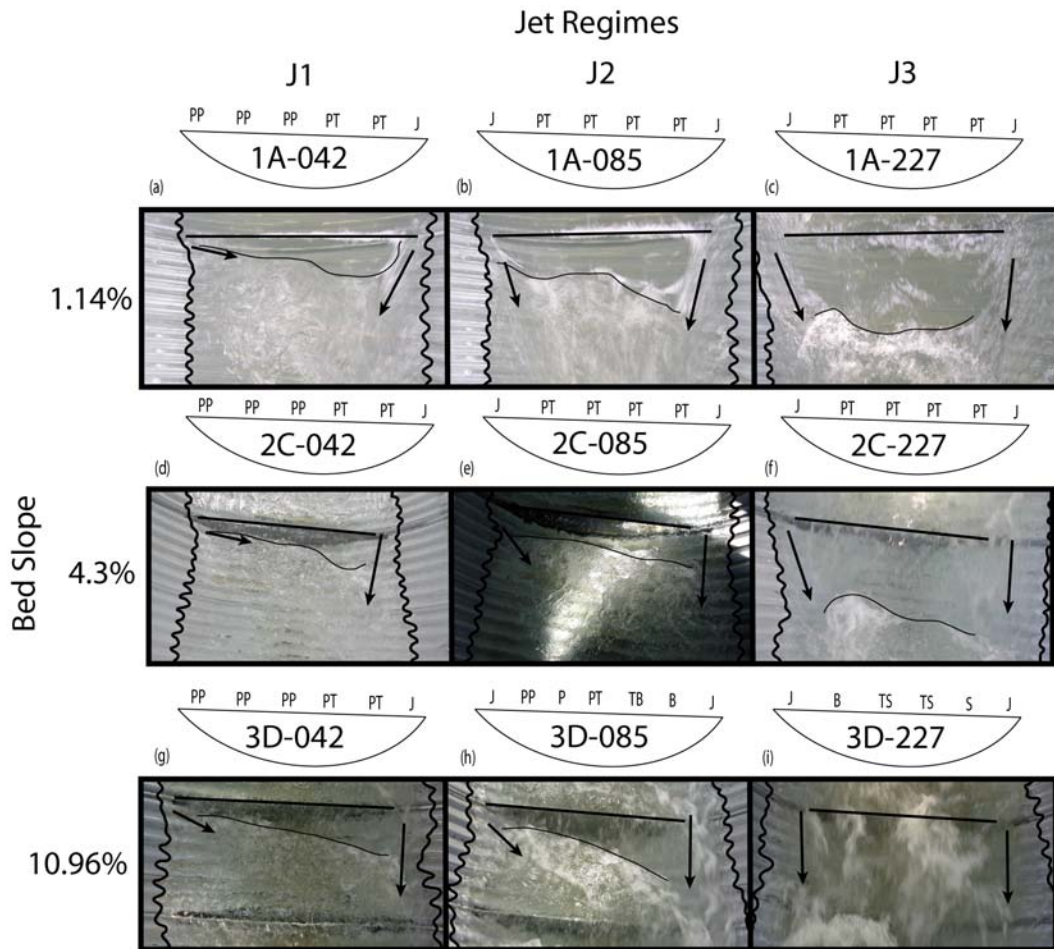 Jet Regimes
J1 J2 J3
PP PP PP PT PT J
1A-042
(a)
J PT PT PT PT J
1A-085
(b)
J PT PT PT PT J
1A-227
(c)
1.14%
PP PP PP PT PT J
2C-042
(d)
J PT PT PT PT J
2C-085
(e)
J PT PT PT PT J
2C-227
(f)
4.3%
Bed Slope
PP PP PP PT PT J
3D-042
(g)
J PP P PT TB B J
3D-085
(h)
J B TS TS S J
3D-227
(i)
10.96%